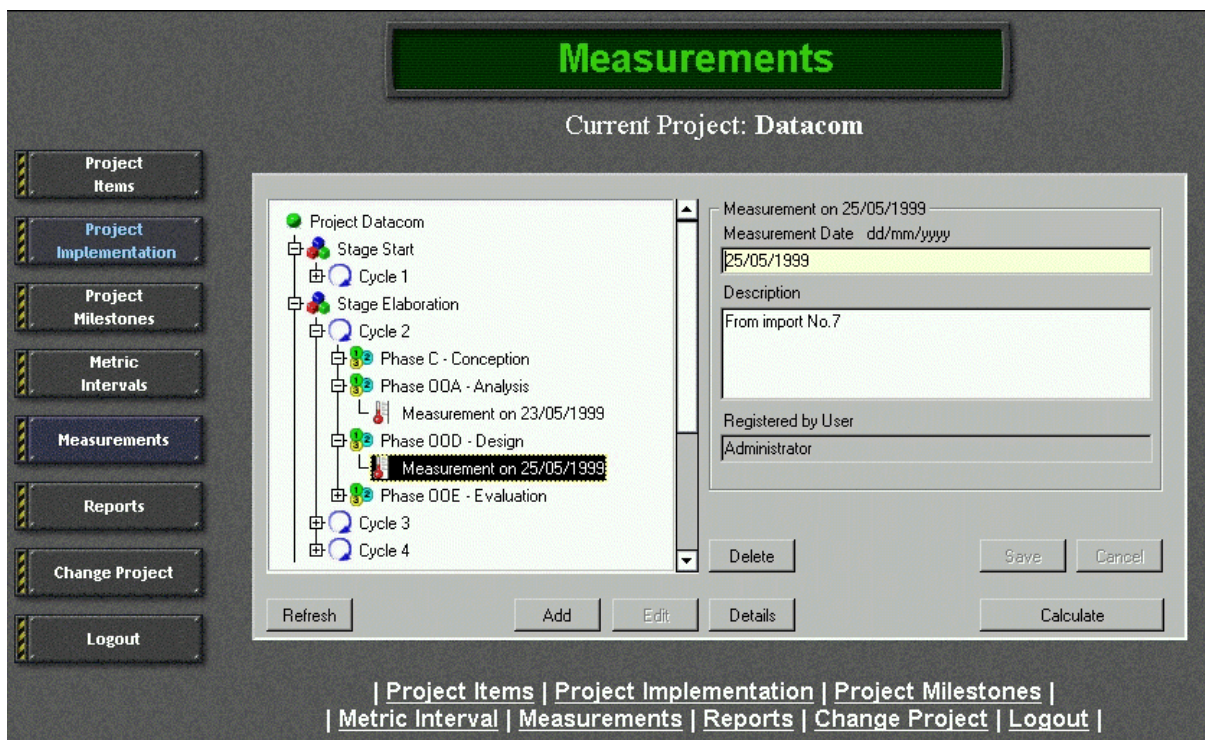 Measurements
Current Project: Datacom
Project
Items
Project
Implementation
Project
Milestones
Metric
Intervals
Measurements
Reports
Change Project
Logout
Project Datacom
Stage Start
Cycle 1
Stage Elaboration
Cycle 2
Phase C - Conception
Phase OOA - Analysis
Measurement on 23/05/1999
Phase OOD - Design
Measurement on 25/05/1999
Phase OOE - Evaluation
Cycle 3
Cycle 4
Refresh
Add
Edit
Measurement on 25/05/1999
Measurement Date dd/mm/yyyy
25/05/1999
Description
From import No.7
Registered by User
Administrator
Delete
Save
Cancel
Details
Calculate
| Project Items | Project Implementation | Project Milestones |
| Metric Interval | Measurements | Reports | Change Project | Logout |